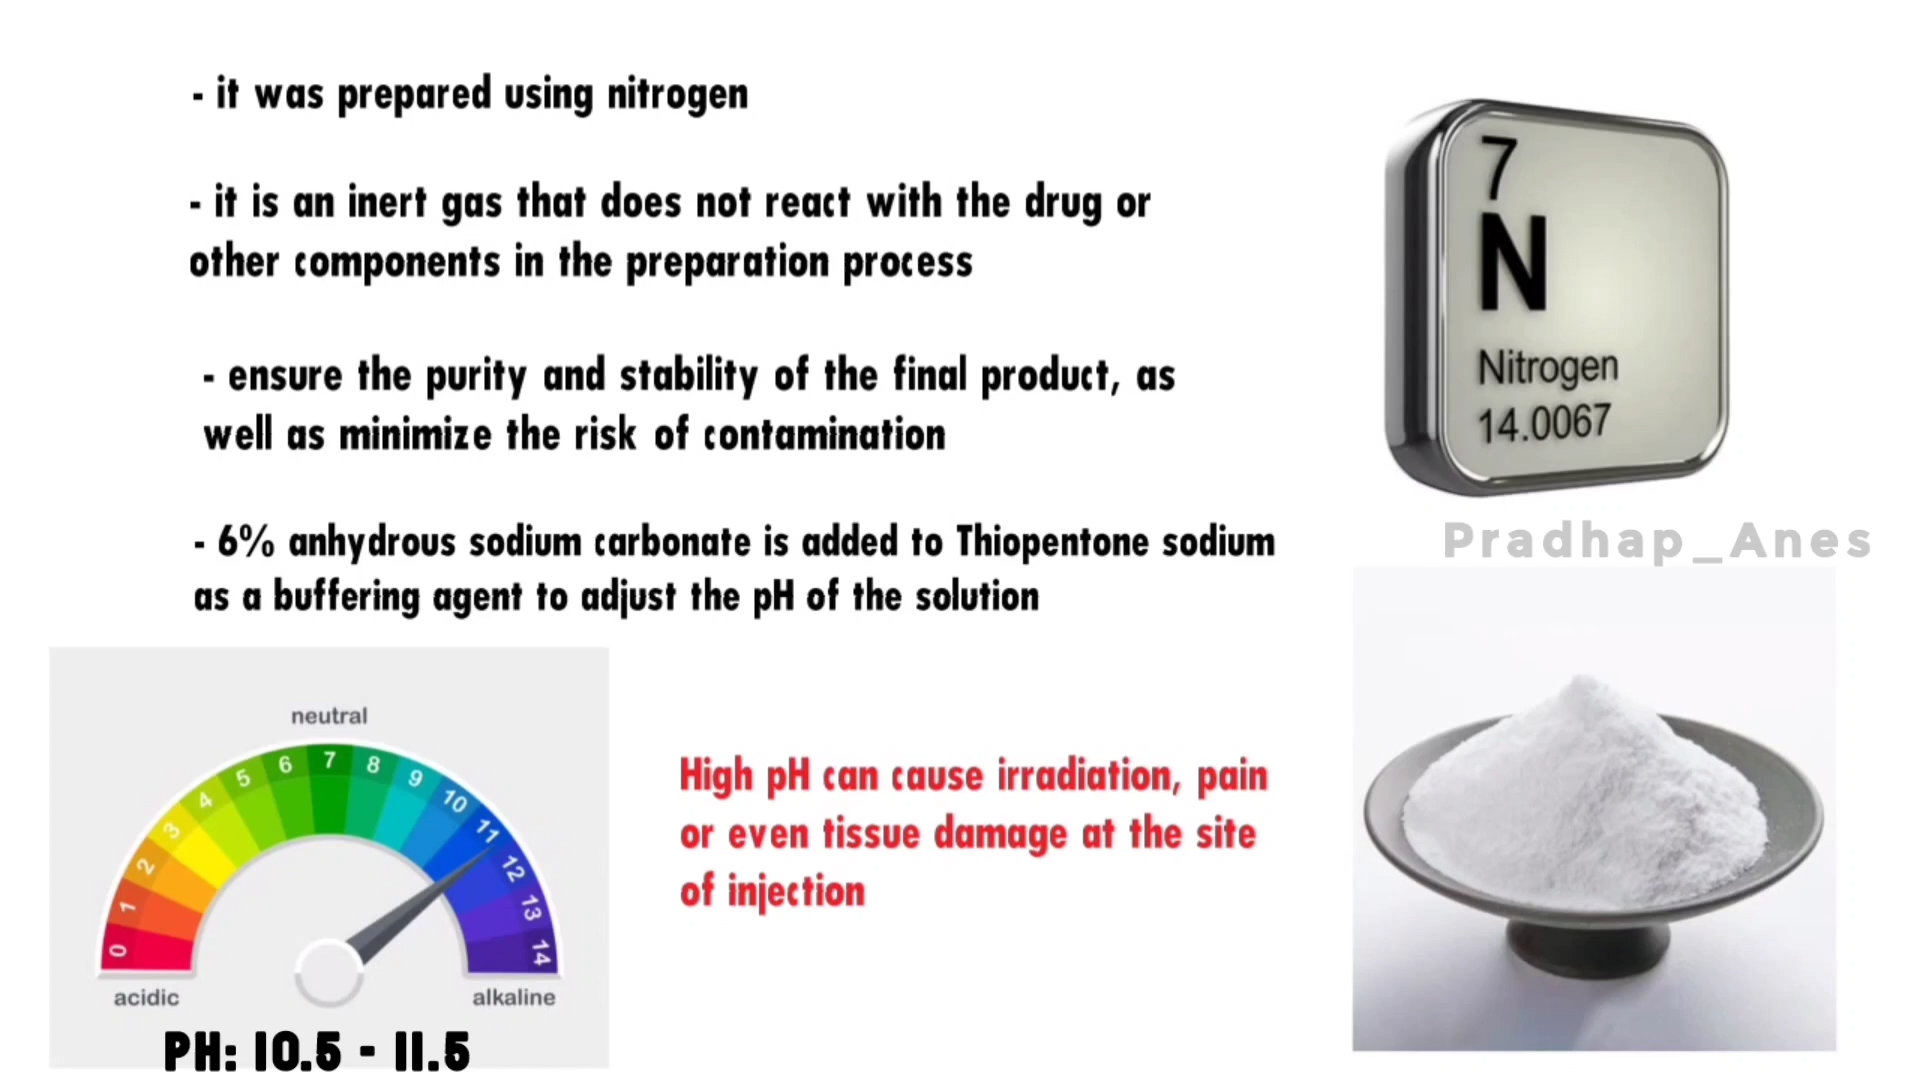 - it was prepared using nitrogen
- it is an inert gas that does not react with the drug or
other components in the preparation process
- ensure the purity and stability of the final product, as
well as minimize the risk of contamination
- 6% anhydrous sodium carbonate is added to Thiopentone sodium
as a buffering agent to adjust the pH of the solution
7
N
Nitrogen
14.0067
Pradhap_Anes
neutral
0 1 2 3 4 5 6 7 8 9 10 11 12 13 14
acidic
alkaline
PH: 10.5 - 11.5
High pH can cause irradiation, pain
or even tissue damage at the site
of injection